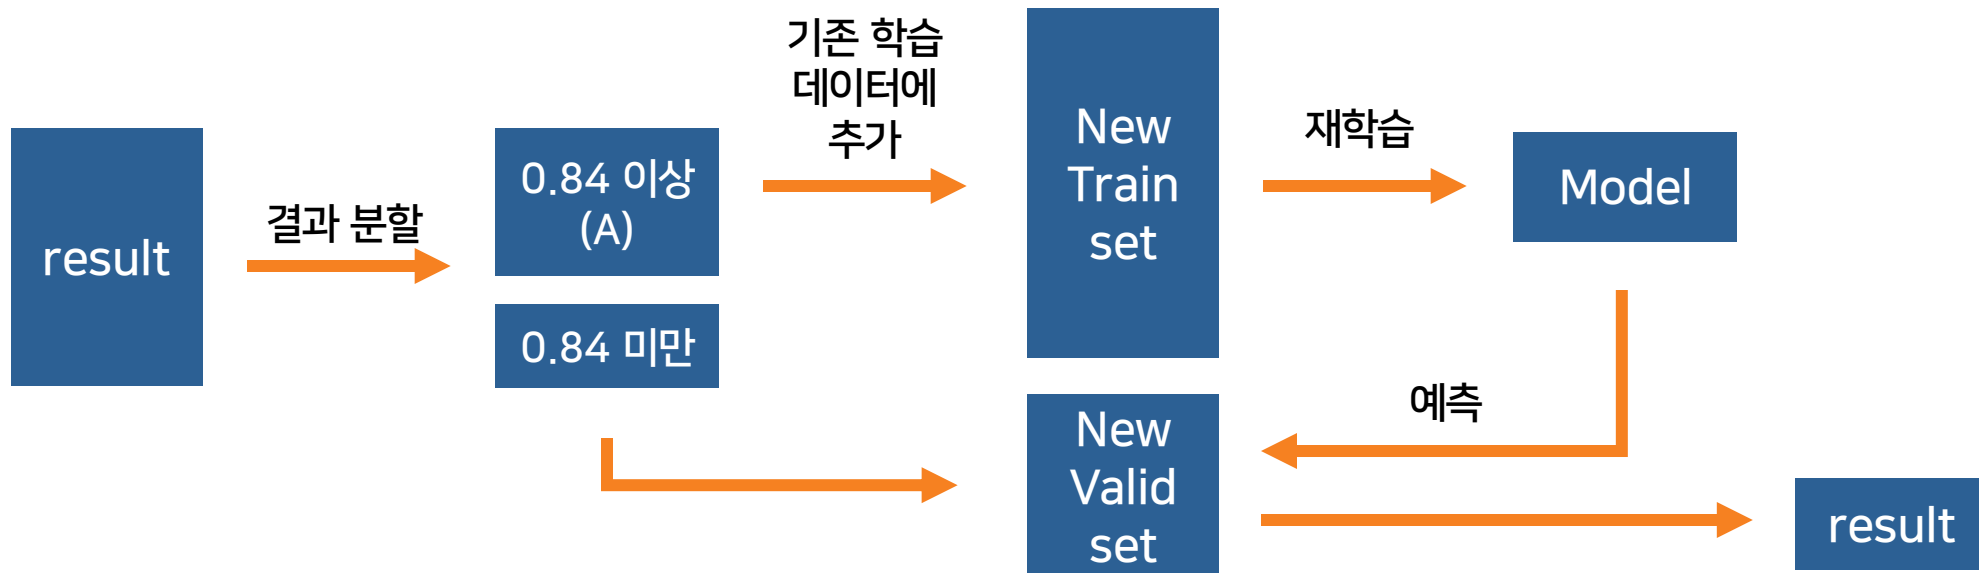 result
결과 분할
0.84 이상
(A)
0.84 미만
기존 학습
데이터에
추가
New
Train
set
재학습
Model
예측
New
Valid
set
result